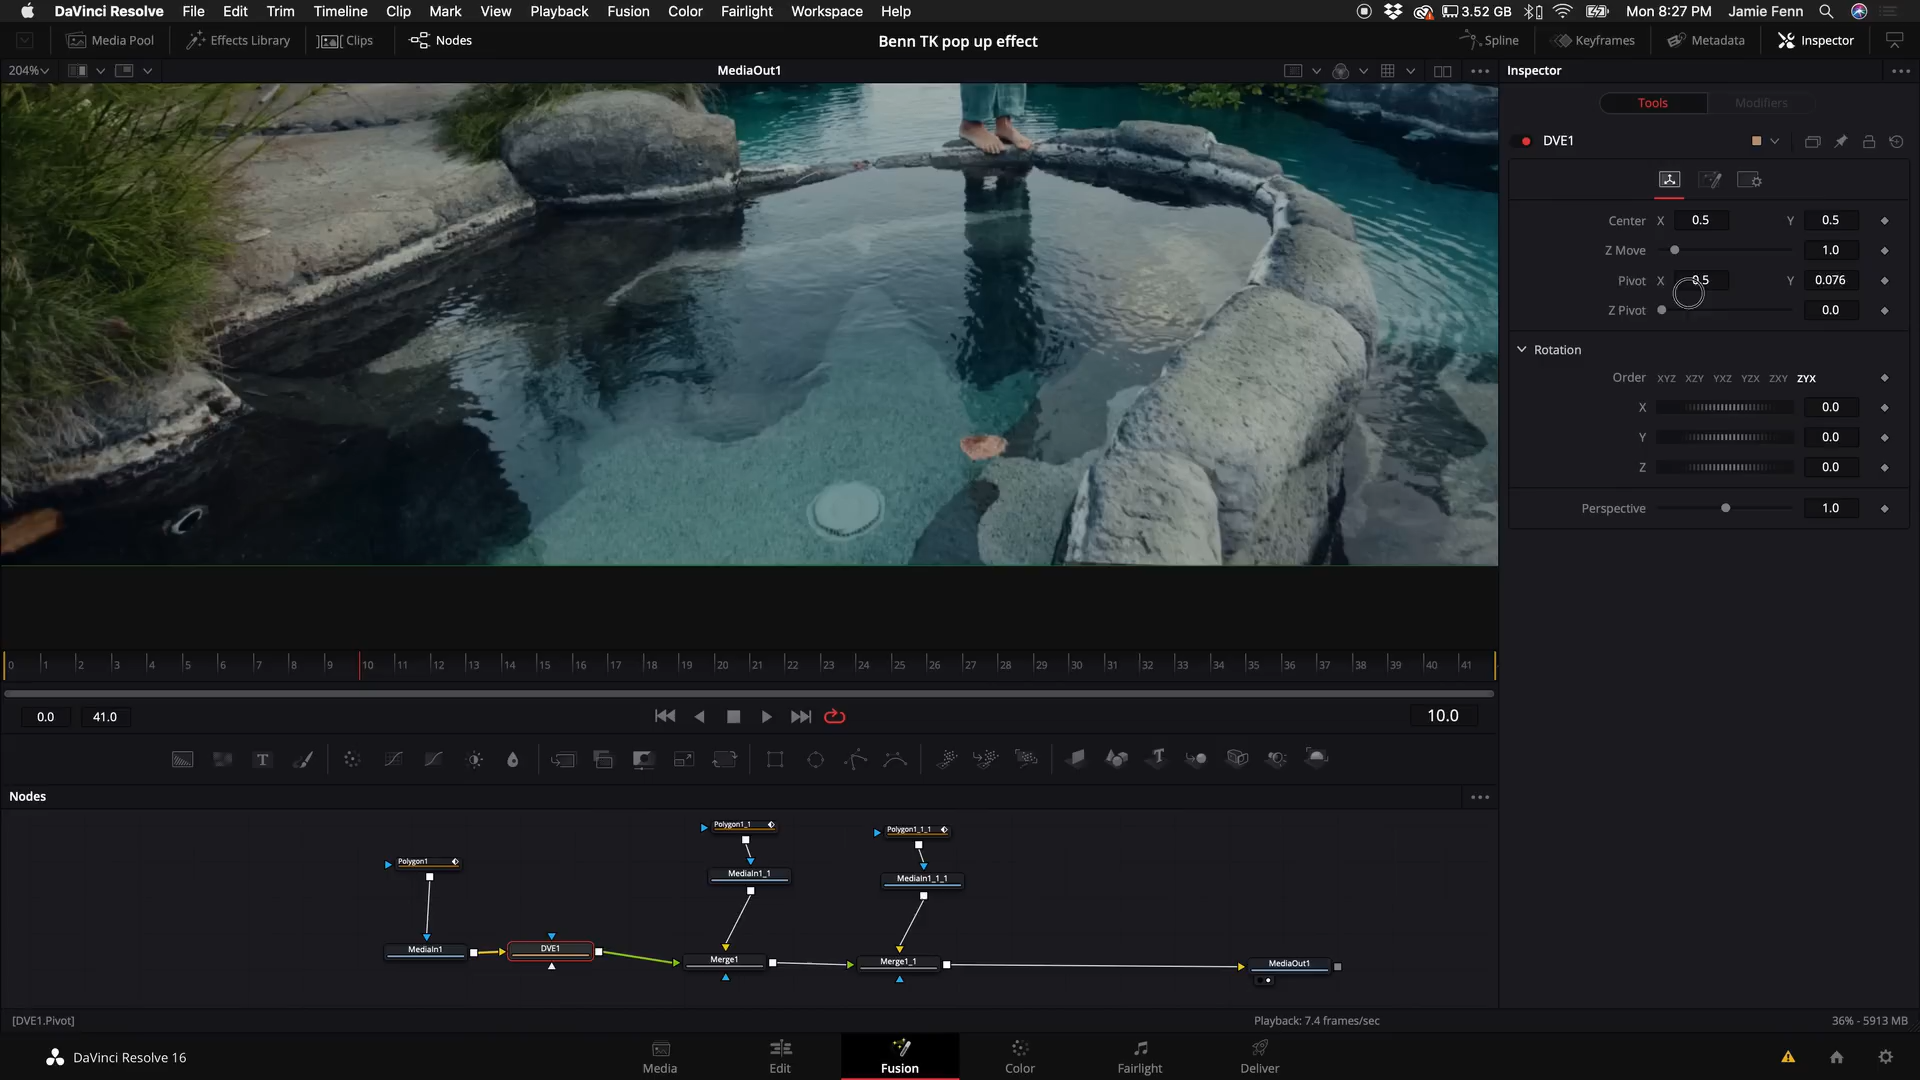 DaVinci Resolve File Edit Trim Timeline Clip Mark View Playback Fusion Color Fairlight Workspace Help 3.52 GB Mon 8:27 PM Jamie Fenn
Media Pool Effects Library Clips Nodes Benn TK pop up effect Spline Keyframes Metadata Inspector
204% MediaOut1 Inspector
Tools Modifiers
DVE1
Center X 0.5 Y 0.5
Z Move 1.0
Pivot X 0.5 Y 0.076
Z Pivot 0.0
Rotation
Order XYZ XZY YXZ YZX ZXY ZYX
X 0.0
Y 0.0
Z 0.0
Perspective 1.0
0 1 2 3 4 5 6 7 8 9 10 11 12 13 14 15 16 17 18 19 20 21 22 23 24 25 26 27 28 29 30 31 32 33 34 35 36 37 38 39 40 41
0.0 41.0 10.0
Nodes
Polygon1_1 Polygon1_1_1
Polygon1
MediaIn1_1 MediaIn1_1_1
MediaIn1 DVE1 Merge1 Merge1_1 MediaOut1
[DVE1.Pivot] Playback: 7.4 frames/sec 36% - 5913 MB
DaVinci Resolve 16 Media Edit Fusion Color Fairlight Deliver